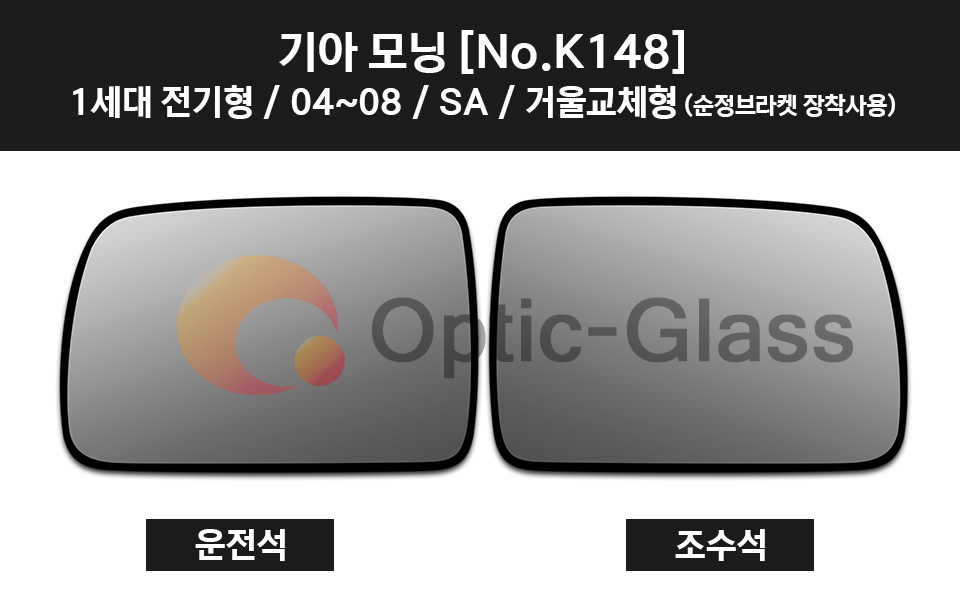 기아 모닝 [No.K148]
1세대 전기형 / 04~08 / SA / 거울교체형 (순정브라켓 장착사용)
Optic-Glass
운전석
조수석